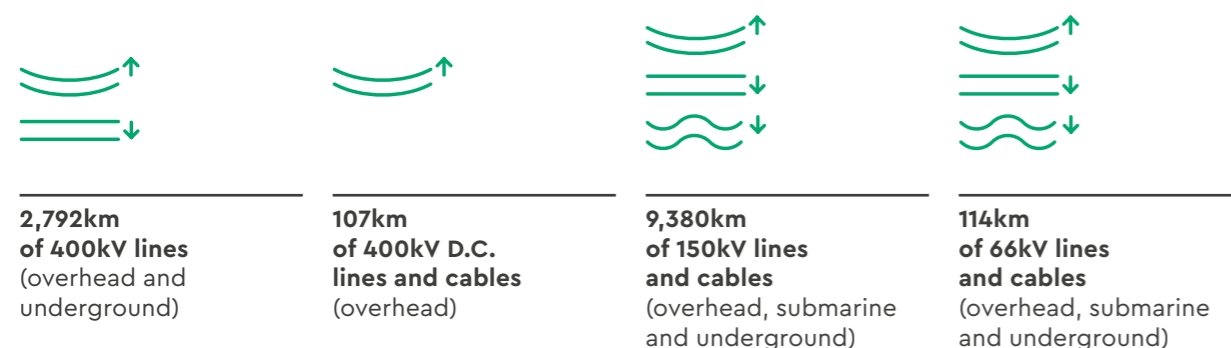 2,792km
of 400kV lines
(overhead and
underground)
107km
of 400kV D.C.
lines and cables
(overhead)
9,380km
of 150kV lines
and cables
(overhead, submarine
and underground)
114km
of 66kV lines
and cables
(overhead, submarine
and underground)